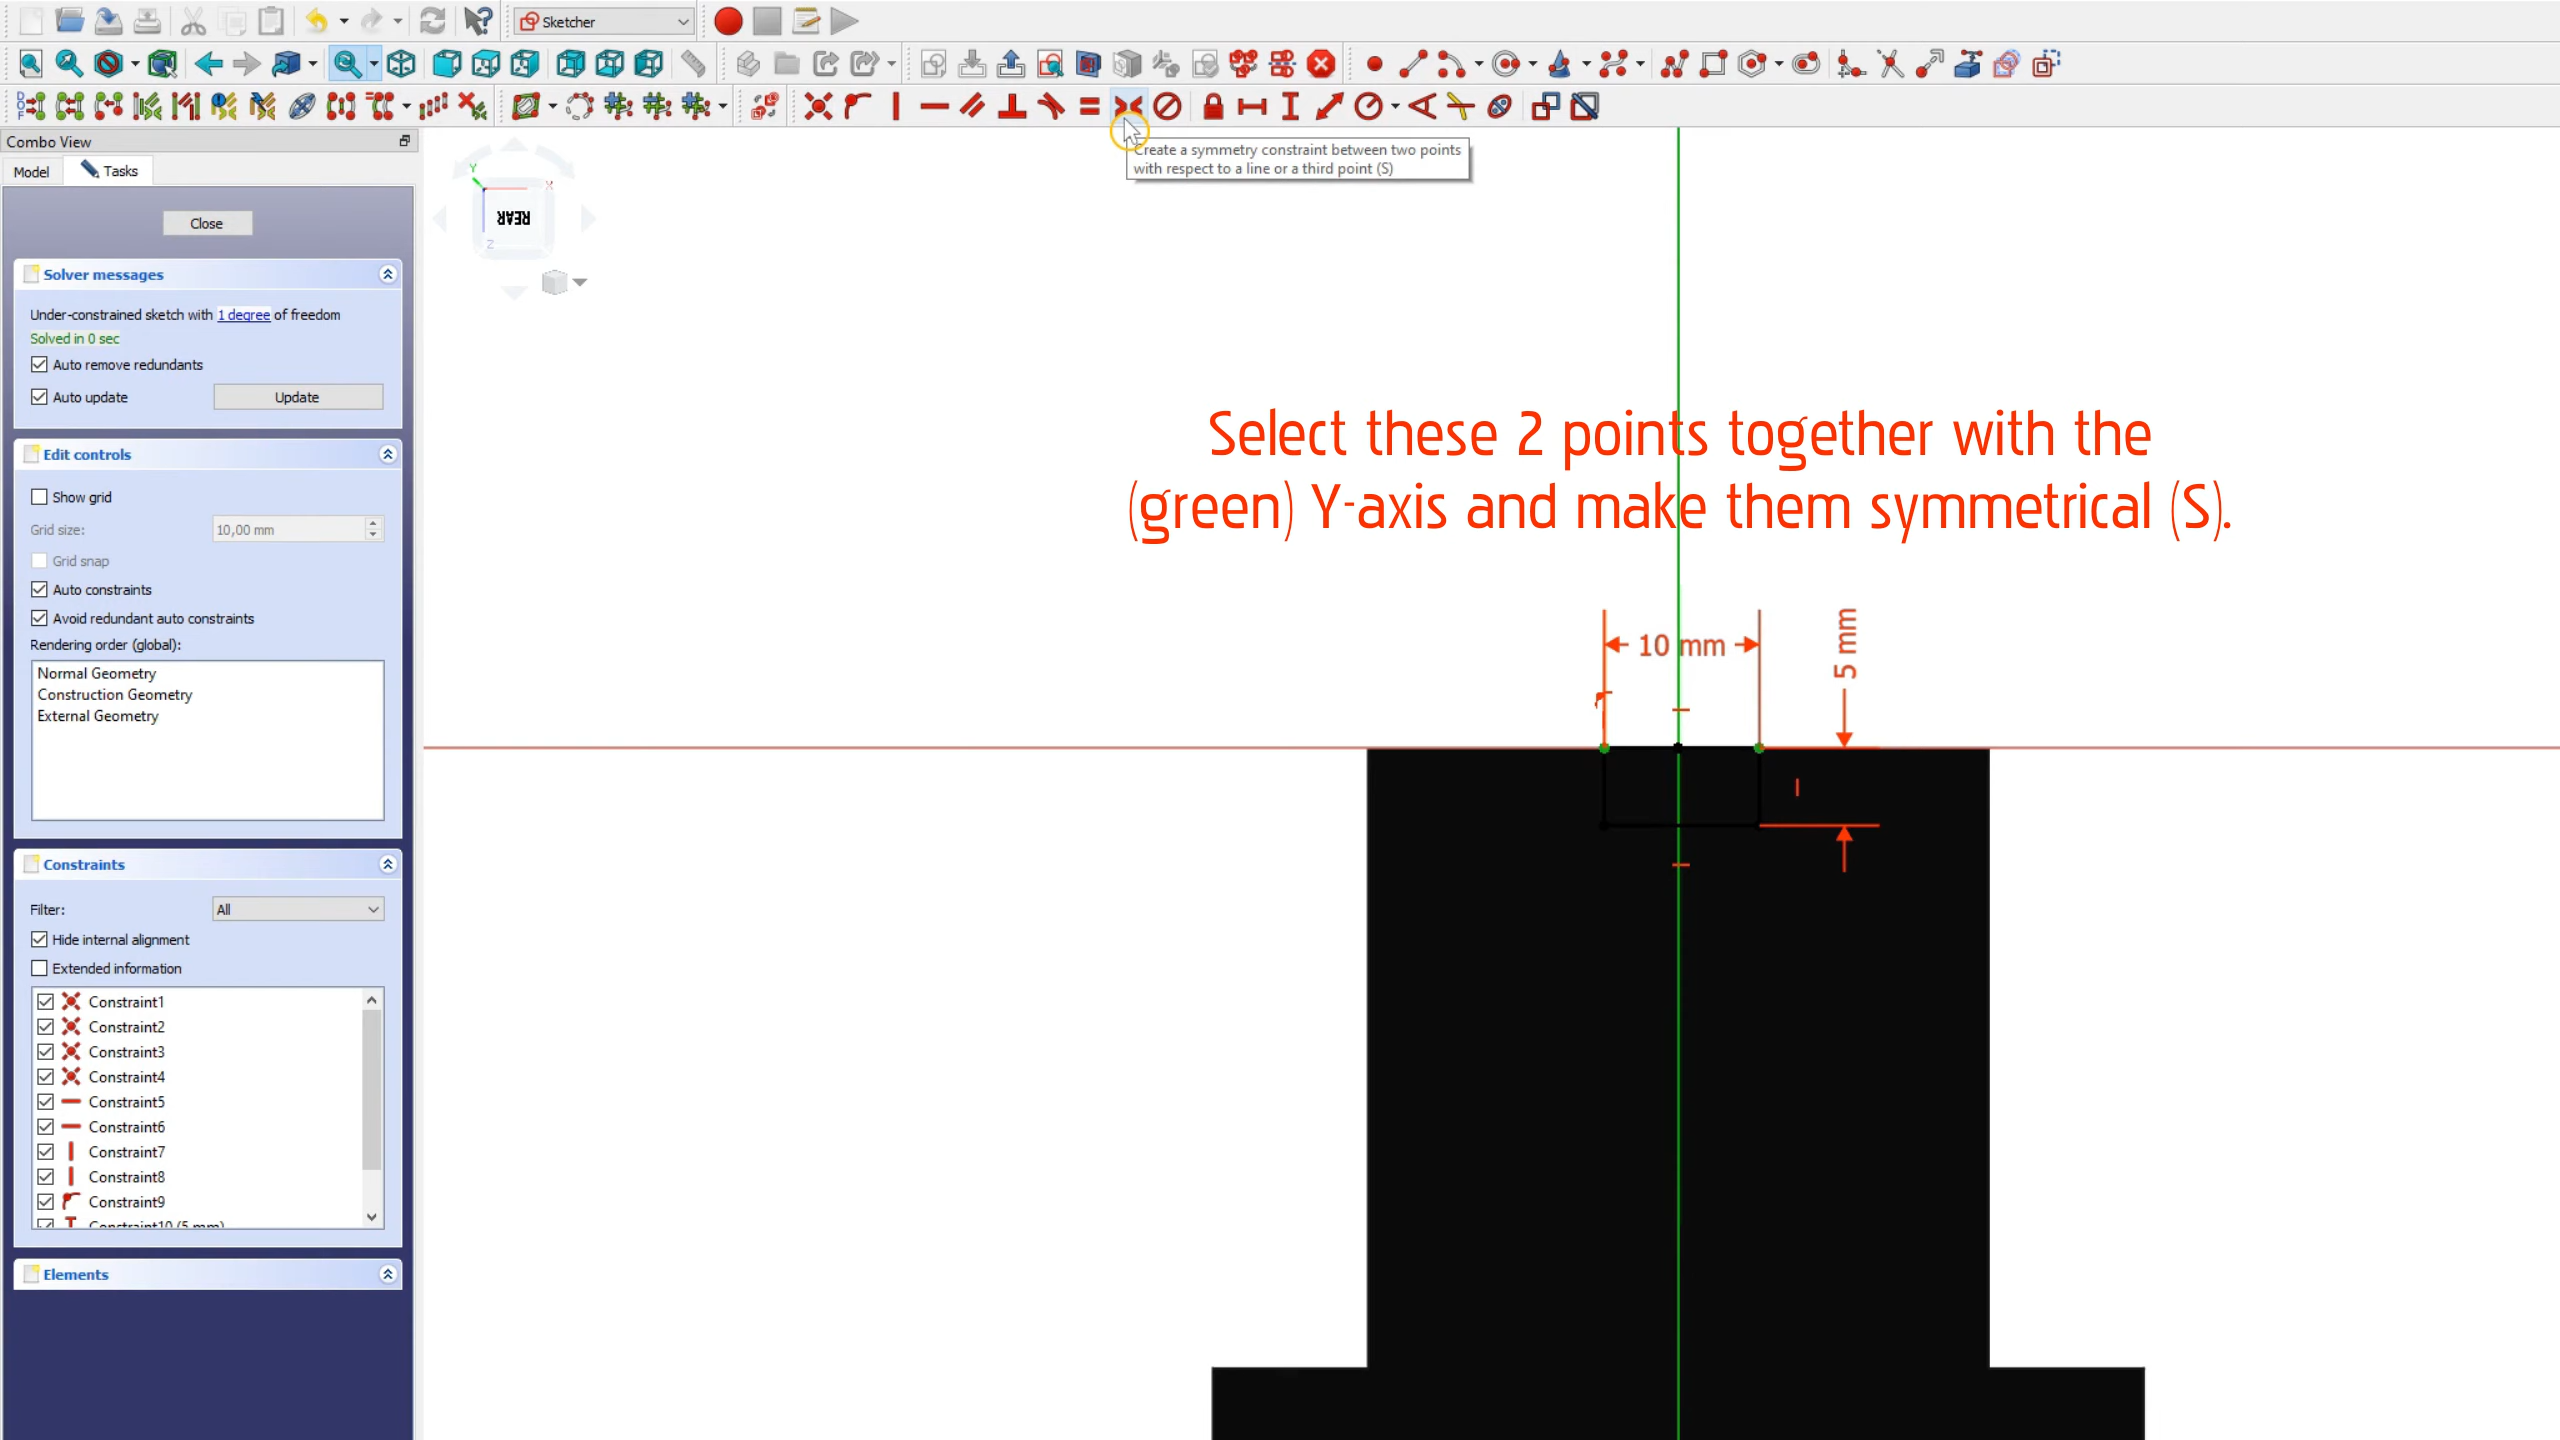 Sketcher
Combo View
Model
Tasks
Create a symmetry constraint between two points
with respect to a line or a third point (S)
Y
X
REAR
Z
Close
Solver messages
Under-constrained sketch with 1 degree of freedom
Solved in 0 sec
Auto remove redundants
Auto update
Update
Edit controls
Show grid
Grid size:
10,00 mm
Grid snap
Auto constraints
Avoid redundant auto constraints
Rendering order (global):
Normal Geometry
Construction Geometry
External Geometry
Select these 2 points together with the
(green) Y-axis and make them symmetrical (S).
10 mm
5 mm
Constraints
Filter:
All
Hide internal alignment
Extended information
Constraint1
Constraint2
Constraint3
Constraint4
Constraint5
Constraint6
Constraint7
Constraint8
Constraint9
Constraint10 (5 mm)
Elements